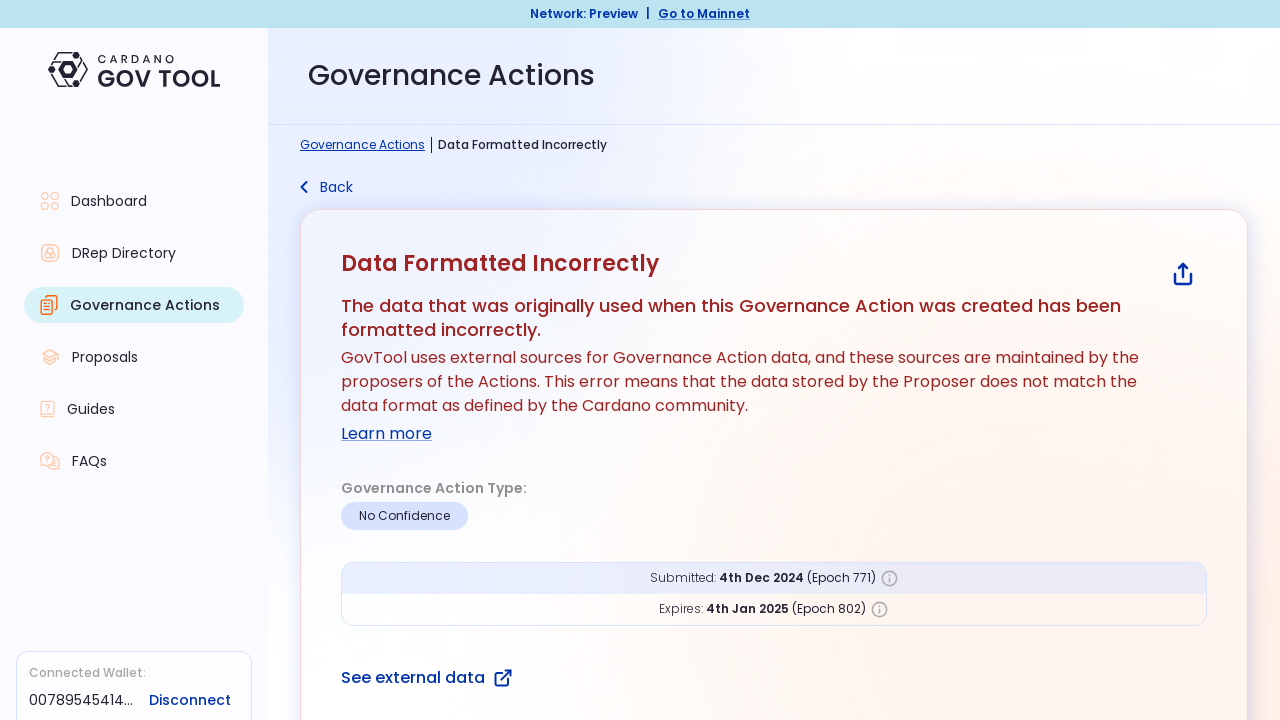 Network: Preview | Go to Mainnet
CARDANO
GOV TOOL
Governance Actions
Governance Actions | Data Formatted Incorrectly
Back
Dashboard
DRep Directory
Governance Actions
Proposals
Guides
FAQs
Connected Wallet:
00789545414... Disconnect
Data Formatted Incorrectly
The data that was originally used when this Governance Action was created has been
formatted incorrectly.
GovTool uses external sources for Governance Action data, and these sources are maintained by the
proposers of the Actions. This error means that the data stored by the Proposer does not match the
data format as defined by the Cardano community.
Learn more
Governance Action Type:
No Confidence
Submitted: 4th Dec 2024 (Epoch 771)
Expires: 4th Jan 2025 (Epoch 802)
See external data